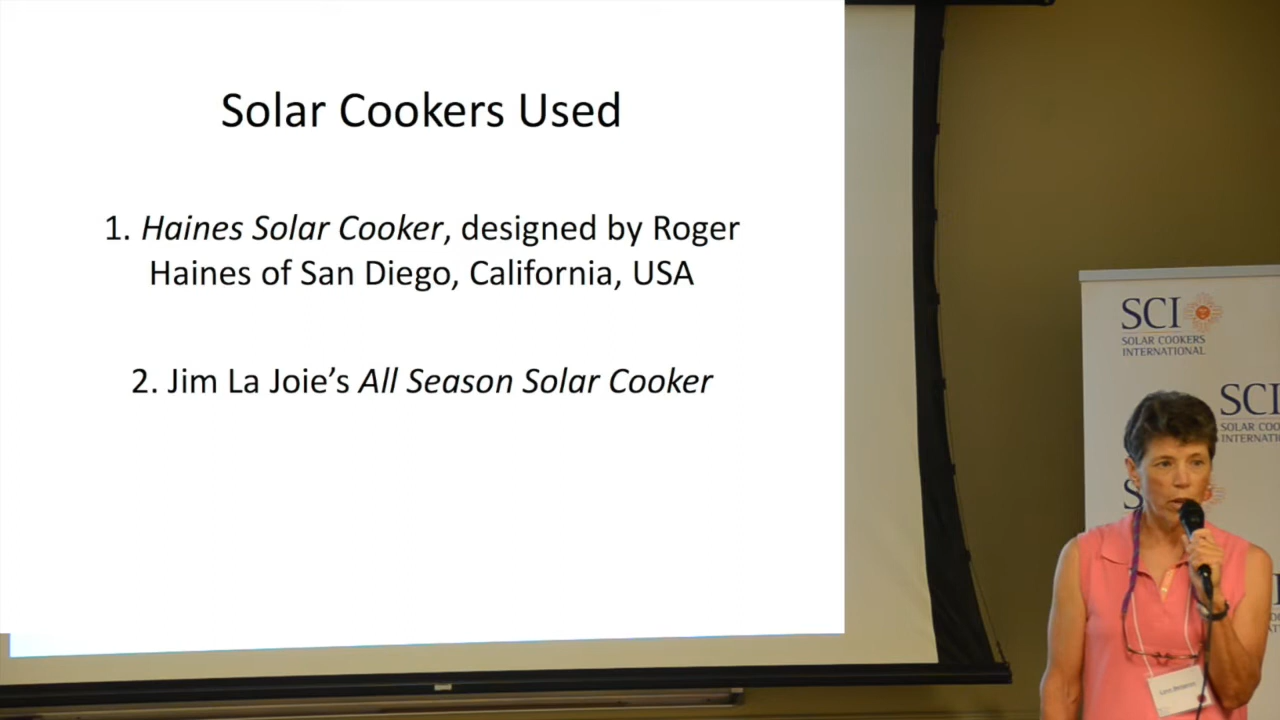 Solar Cookers Used
1. Haines Solar Cooker, designed by Roger
Haines of San Diego, California, USA
2. Jim La Joie’s All Season Solar Cooker
SCI
SOLAR COOKERS
INTERNATIONAL
SCI
SOLAR COO
INTERNATI
S